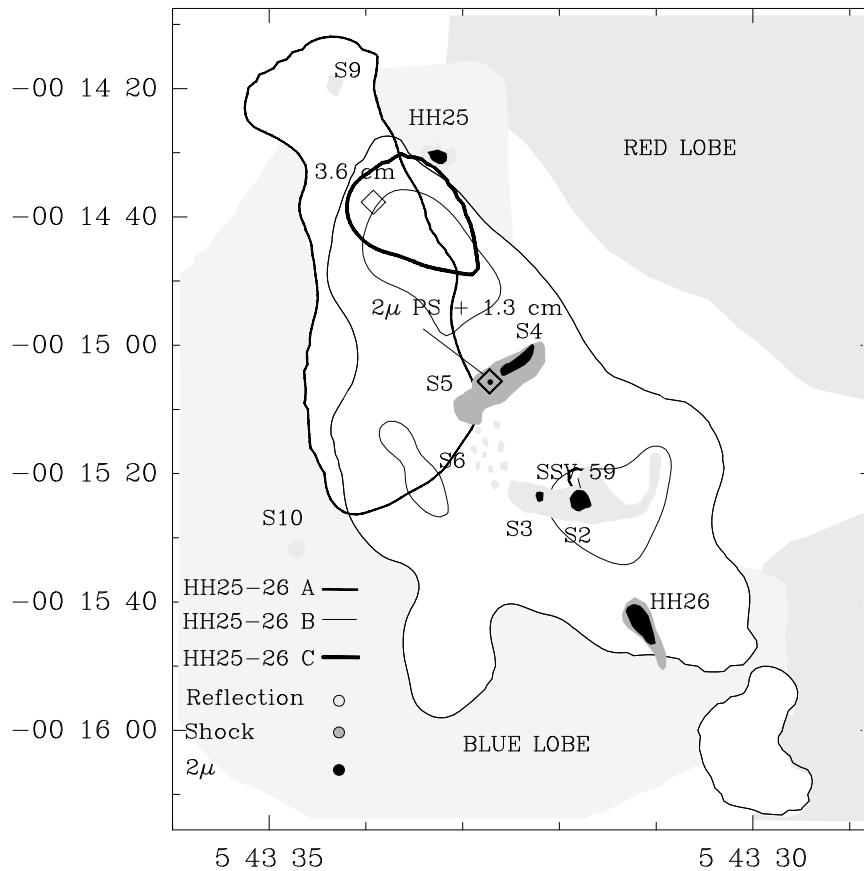 S9
-00 14 20
HH25
RED LOBE
3.6 cm
-00 14 40
2μ PS + 1.3 cm
S4
-00 15 00
S5
S6
SSV 59
-00 15 20
S10
S3
S2
HH25-26 A
-00 15 40
HH26
HH25-26 B
HH25-26 C
Reflection
-00 16 00
Shock
BLUE LOBE
2μ
5 43 35
5 43 30